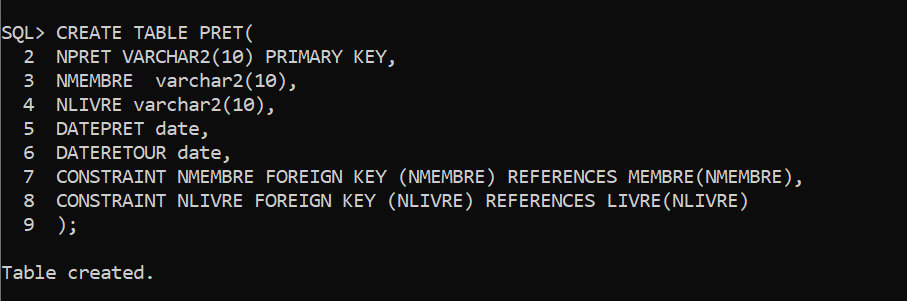 SQL> CREATE TABLE PRET(
  2  NPRET VARCHAR2(10) PRIMARY KEY,
  3  NMEMBRE  varchar2(10),
  4  NLIVRE varchar2(10),
  5  DATEPRET date,
  6  DATERETOUR date,
  7  CONSTRAINT NMEMBRE FOREIGN KEY (NMEMBRE) REFERENCES MEMBRE(NMEMBRE),
  8  CONSTRAINT NLIVRE FOREIGN KEY (NLIVRE) REFERENCES LIVRE(NLIVRE)
  9  );
Table created.